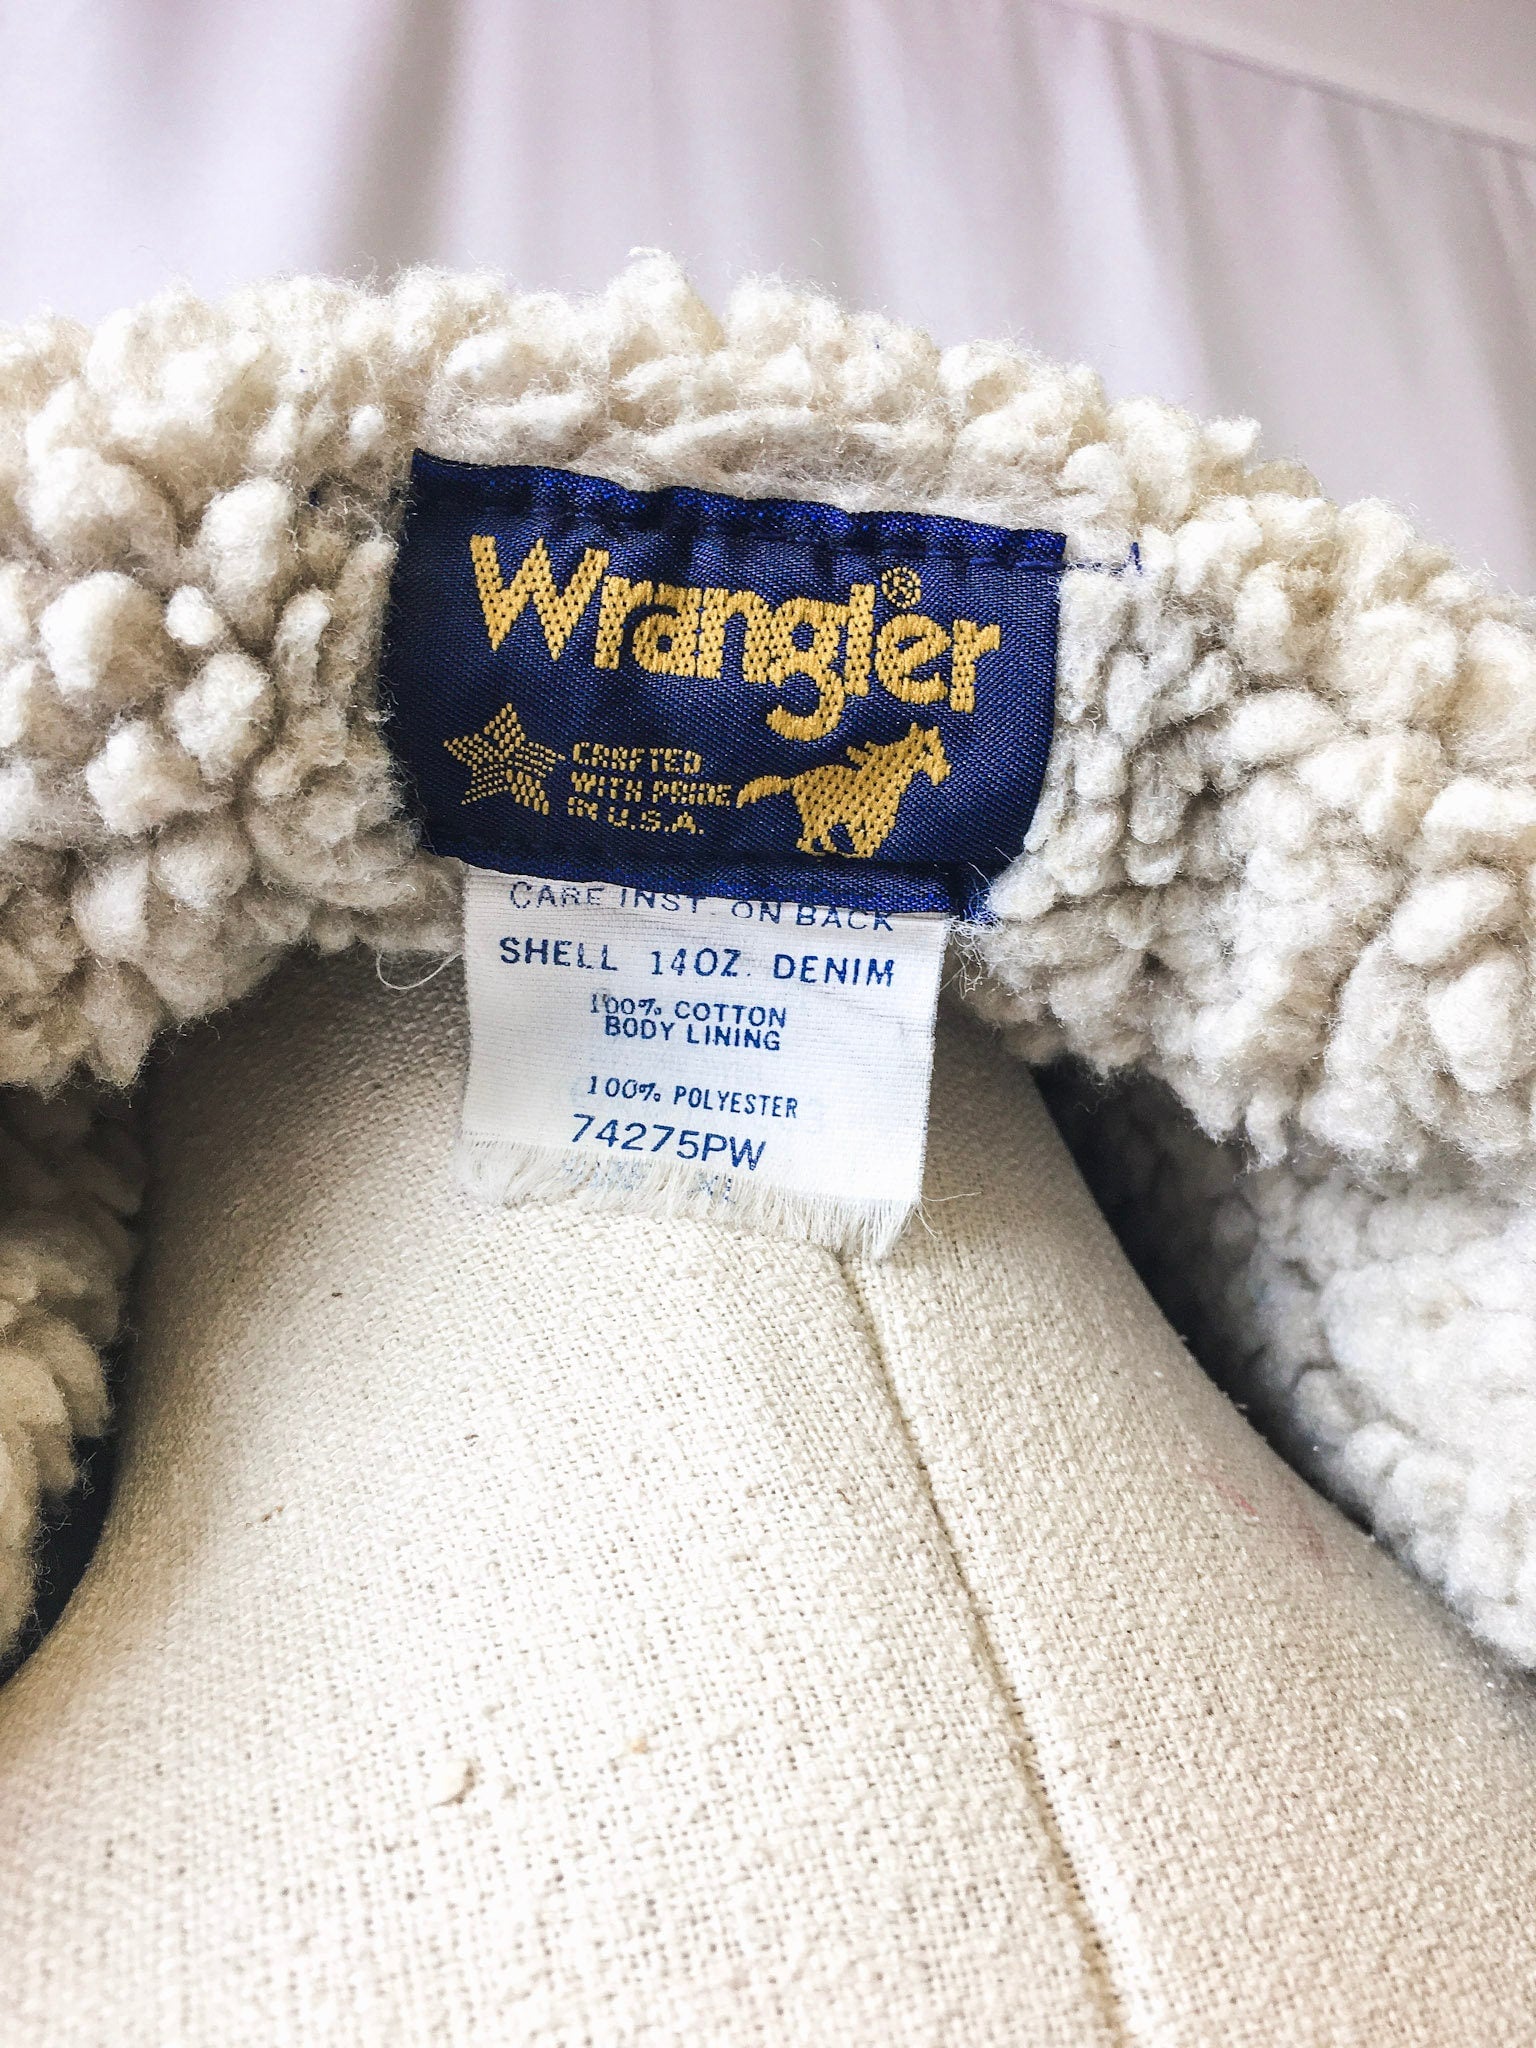 Wrangler®
CRAFTED
WITH PRIDE
IN U.S.A.
CARE INST. ON BACK
SHELL 14OZ. DENIM
100% COTTON
BODY LINING
100% POLYESTER
74275PW
XL